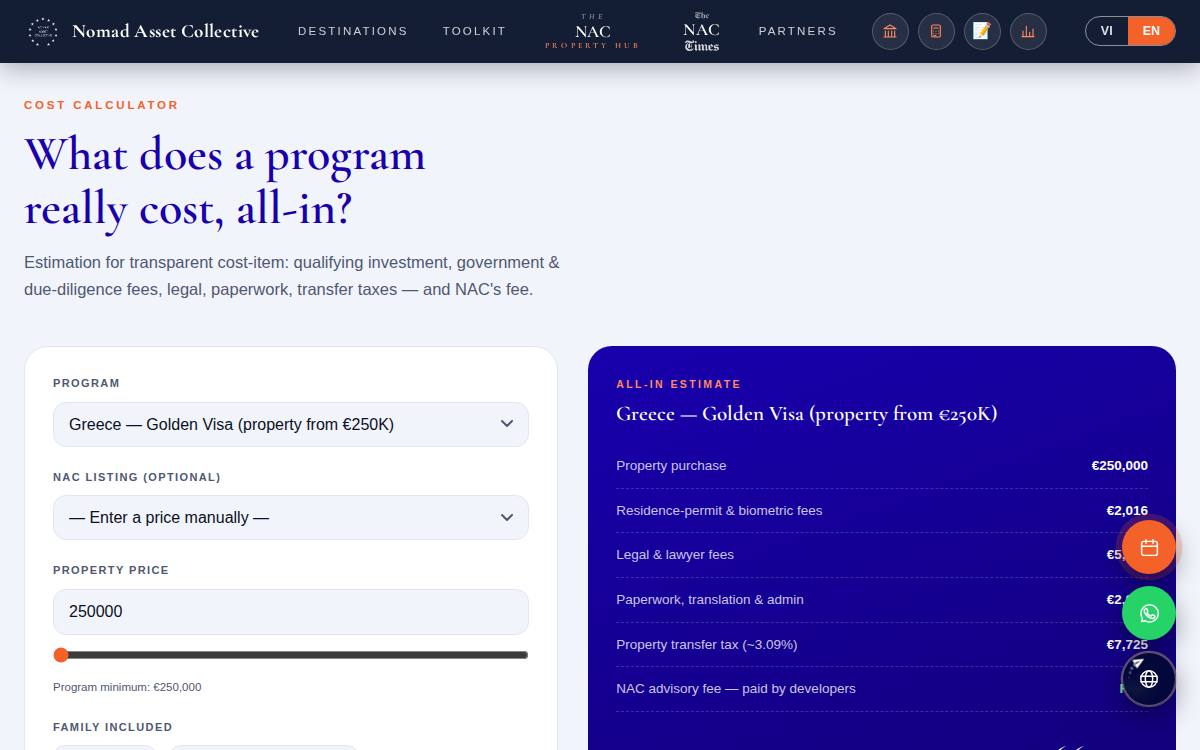 Nomad Asset Collective
DESTINATIONS
TOOLKIT
THE
NAC
PROPERTY HUB
The
NAC
Times
PARTNERS
VI
EN
COST CALCULATOR
What does a program
really cost, all-in?
Estimation for transparent cost-item: qualifying investment, government &
due-diligence fees, legal, paperwork, transfer taxes — and NAC's fee.
PROGRAM
Greece — Golden Visa (property from €250K)
NAC LISTING (OPTIONAL)
— Enter a price manually —
PROPERTY PRICE
250000
Program minimum: €250,000
FAMILY INCLUDED
ALL-IN ESTIMATE
Greece — Golden Visa (property from €250K)
Property purchase €250,000
Residence-permit & biometric fees €2,016
Legal & lawyer fees
Paperwork, translation & admin
Property transfer tax (~3.09%) €7,725
NAC advisory fee — paid by developers